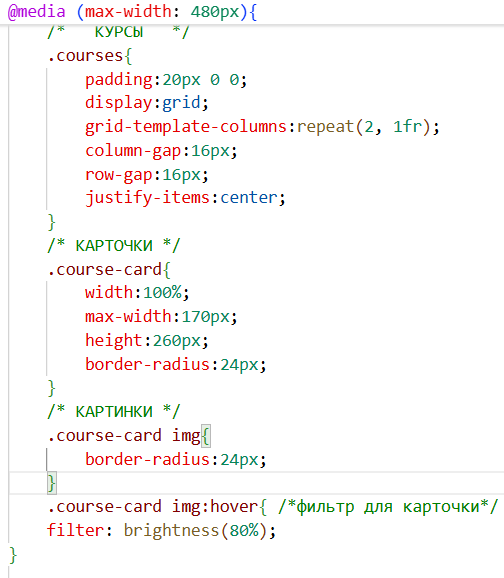 @media (max-width: 480px){
/*   КУРСЫ   */
.courses{
padding:20px 0 0;
display:grid;
grid-template-columns:repeat(2, 1fr);
column-gap:16px;
row-gap:16px;
justify-items:center;
}
/* КАРТОЧКИ */
.course-card{
width:100%;
max-width:170px;
height:260px;
border-radius:24px;
}
/* КАРТИНКИ */
.course-card img{
border-radius:24px;
}
.course-card img:hover{ /*фильтр для карточки*/
filter: brightness(80%);
}